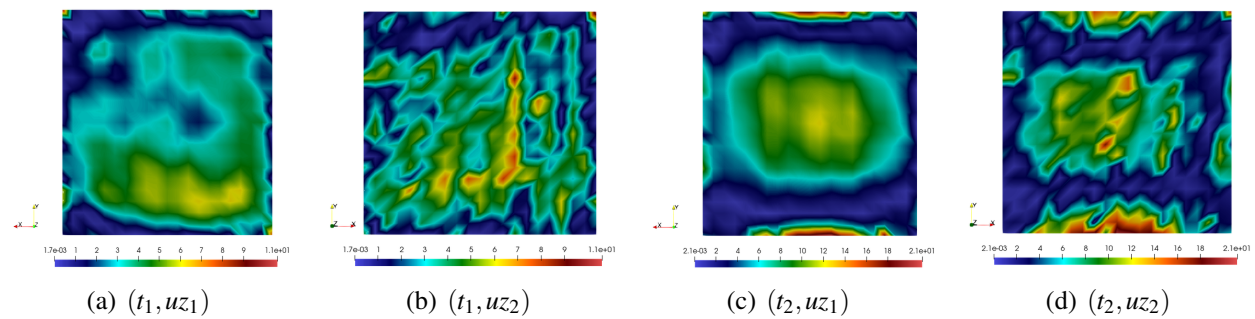 Y
X
Z
1.7e-03 1 2 3 4 5 6 7 8 9 1.1e+01
(a) (t₁, uz₁)
Y
Z
X
1.7e-03 1 2 3 4 5 6 7 8 9 1.1e+01
(b) (t₁, uz₂)
Y
X
Z
2.1e-03 2 4 6 8 10 12 14 16 18 2.1e+01
(c) (t₂, uz₁)
Y
Z
X
2.1e-03 2 4 6 8 10 12 14 16 18 2.1e+01
(d) (t₂, uz₂)